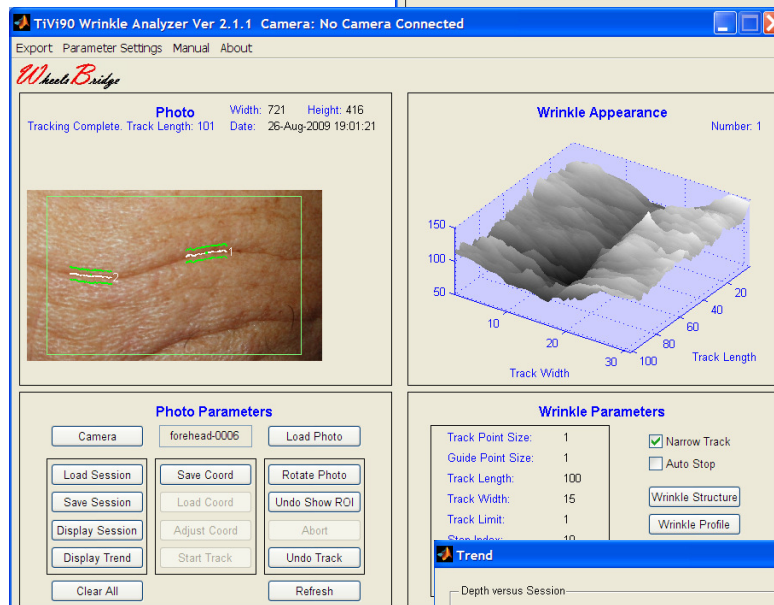 TiVi90 Wrinkle Analyzer Ver 2.1.1 Camera: No Camera Connected
Export Parameter Settings Manual About
Wheels Bridge
Photo
Width: 721 Height: 416
Tracking Complete. Track Length: 101 Date: 26-Aug-2009 19:01:21
1
2
Wrinkle Appearance
Number: 1
150
100
50
10
20
30
100
80
60
40
20
Track Width
Track Length
Photo Parameters
Camera forehead-0006 Load Photo
Load Session Save Coord Rotate Photo
Save Session Load Coord Undo Show ROI
Display Session Adjust Coord Abort
Display Trend Start Track Undo Track
Clear All Refresh
Wrinkle Parameters
Track Point Size: 1
Guide Point Size: 1
Track Length: 100
Track Width: 15
Track Limit: 1
Stop Index: 10
Narrow Track
Auto Stop
Wrinkle Structure
Wrinkle Profile
Trend
Depth versus Session